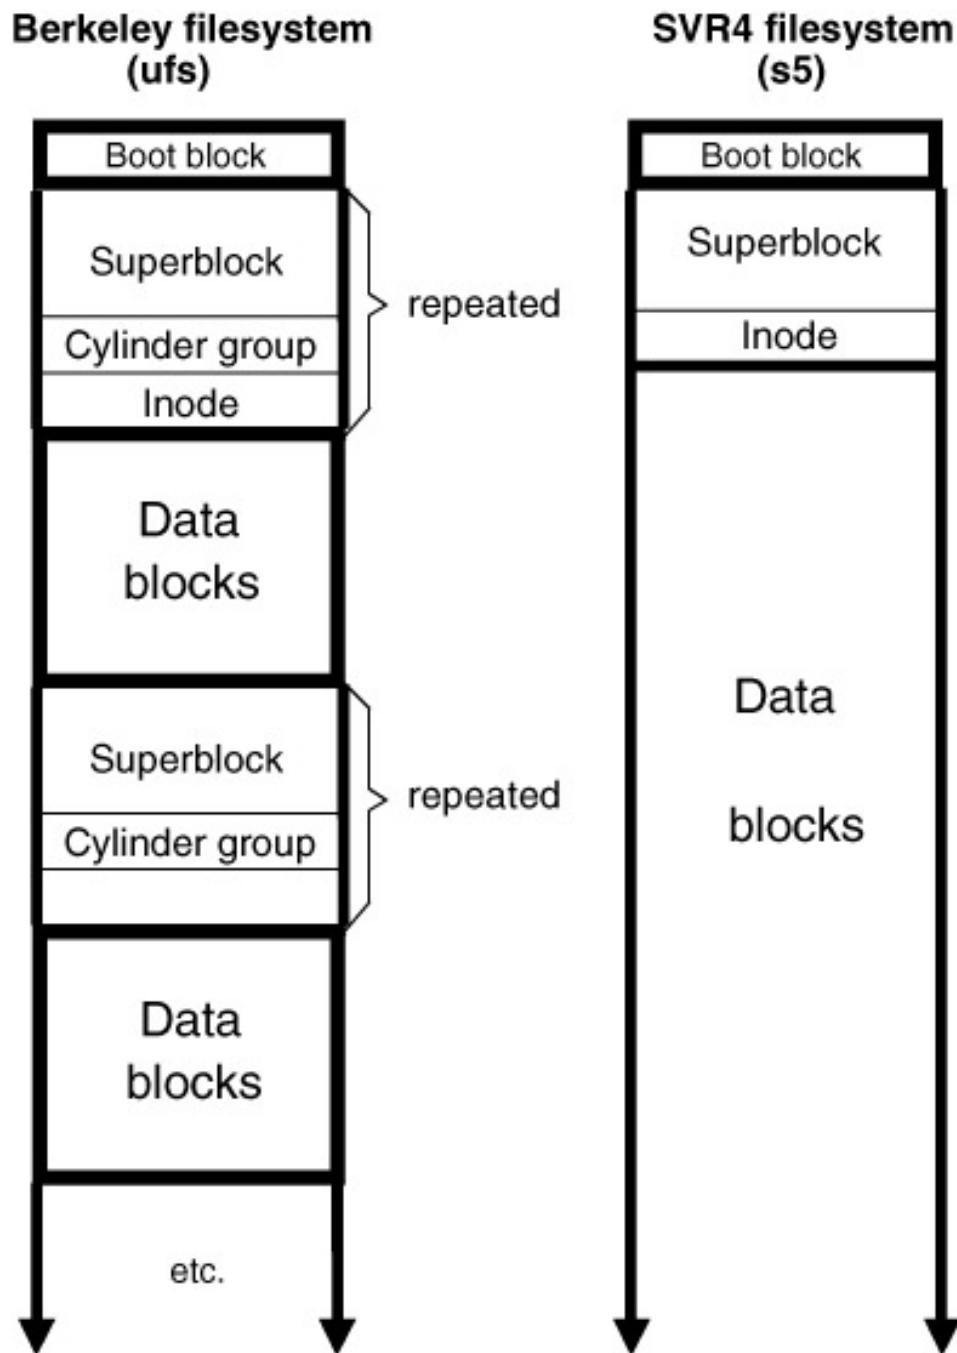 Berkeley filesystem
(ufs)
Boot block
Superblock
Cylinder group
Inode
repeated
Data
blocks
Superblock
Cylinder group
repeated
Data
blocks
etc.
SVR4 filesystem
(s5)
Boot block
Superblock
Inode
Data
blocks